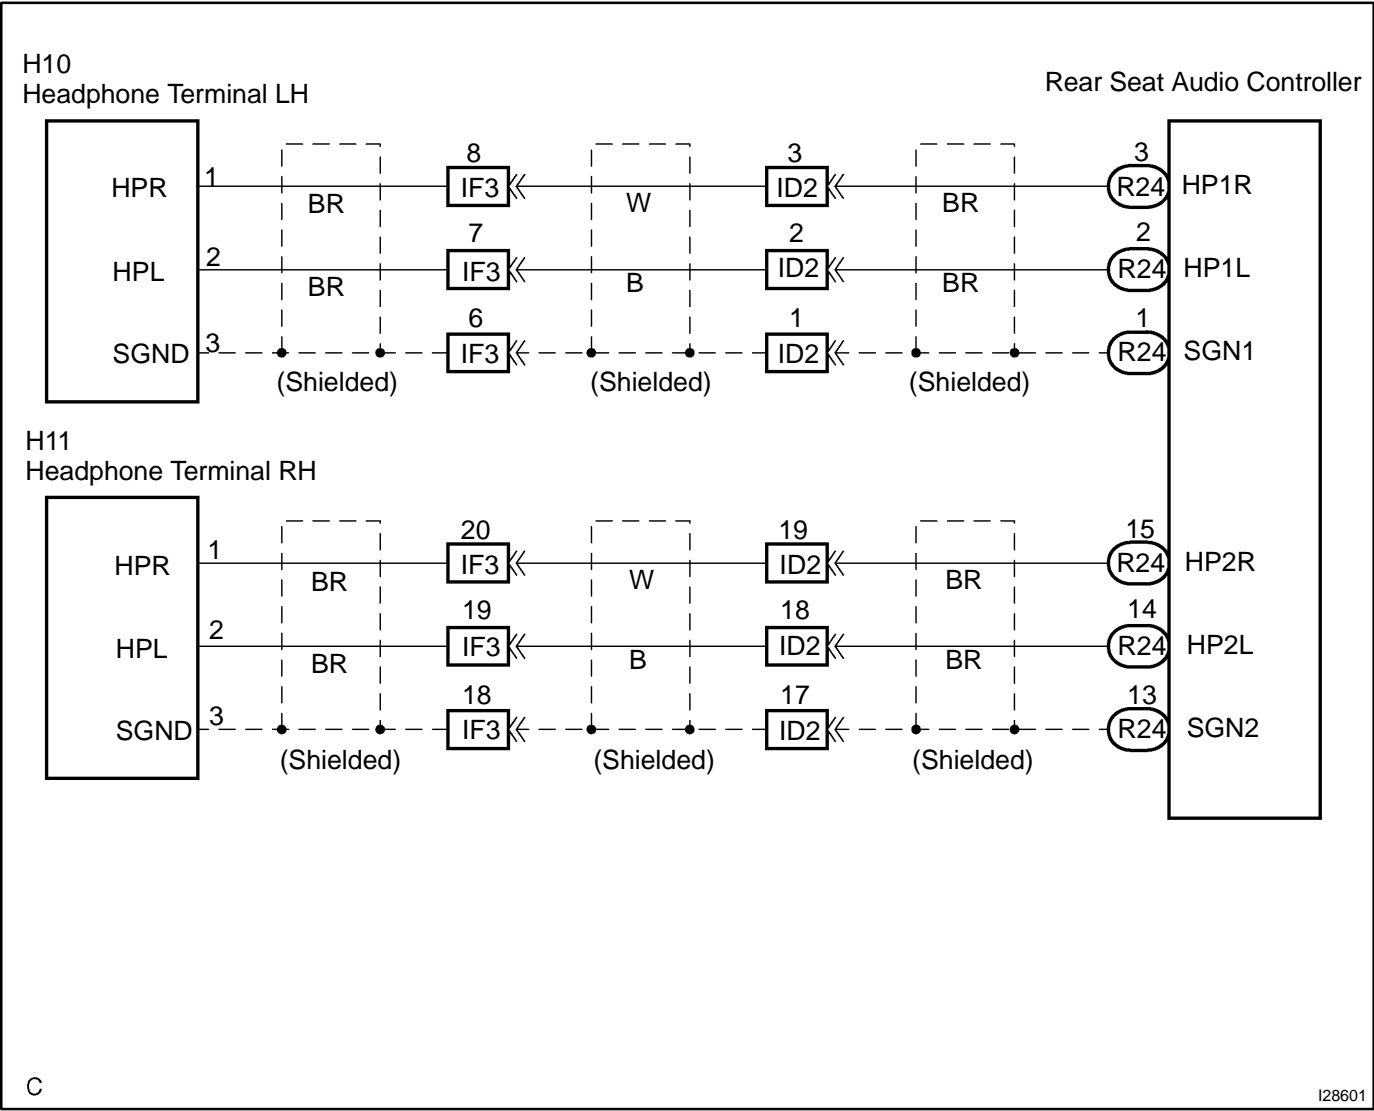 H10
Headphone Terminal LH
Rear Seat Audio Controller
8 3 3
HPR 1 IF3 ID2 R24 HP1R
BR W BR
7 2 2
HPL 2 IF3 ID2 R24 HP1L
BR B BR
6 1 1
SGND 3 IF3 ID2 R24 SGN1
(Shielded) (Shielded) (Shielded)
H11
Headphone Terminal RH
20 19 15
HPR 1 IF3 ID2 R24 HP2R
BR W BR
19 18 14
HPL 2 IF3 ID2 R24 HP2L
BR B BR
18 17 13
SGND 3 IF3 ID2 R24 SGN2
(Shielded) (Shielded) (Shielded)
C
I28601